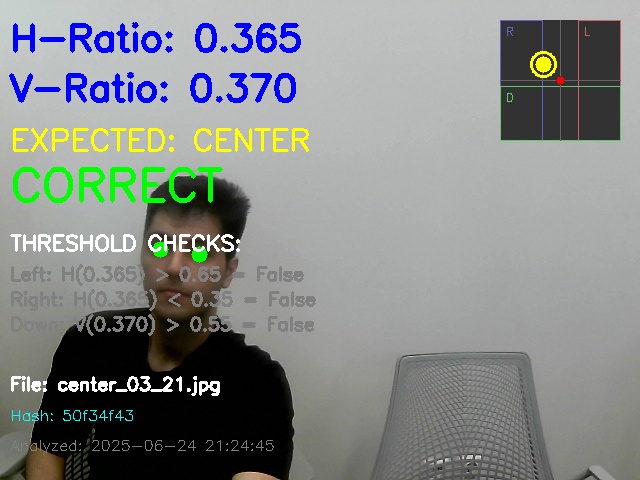 H-Ratio: 0.365
V-Ratio: 0.370
EXPECTED: CENTER
CORRECT
THRESHOLD CHECKS:
Left: H(0.365) > 0.65 = False
Right: H(0.365) < 0.35 = False
Down: V(0.370) > 0.55 = False
File: center_03_21.jpg
Hash: 50f34f43
Analyzed: 2025-06-24 21:24:45
R
L
D